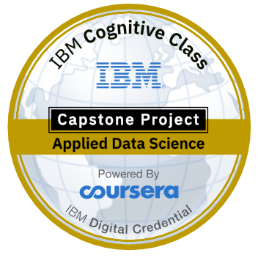 IBM Cognitive Class
IBM
Capstone Project
Applied Data Science
Powered By
coursera
IBM Digital Credential